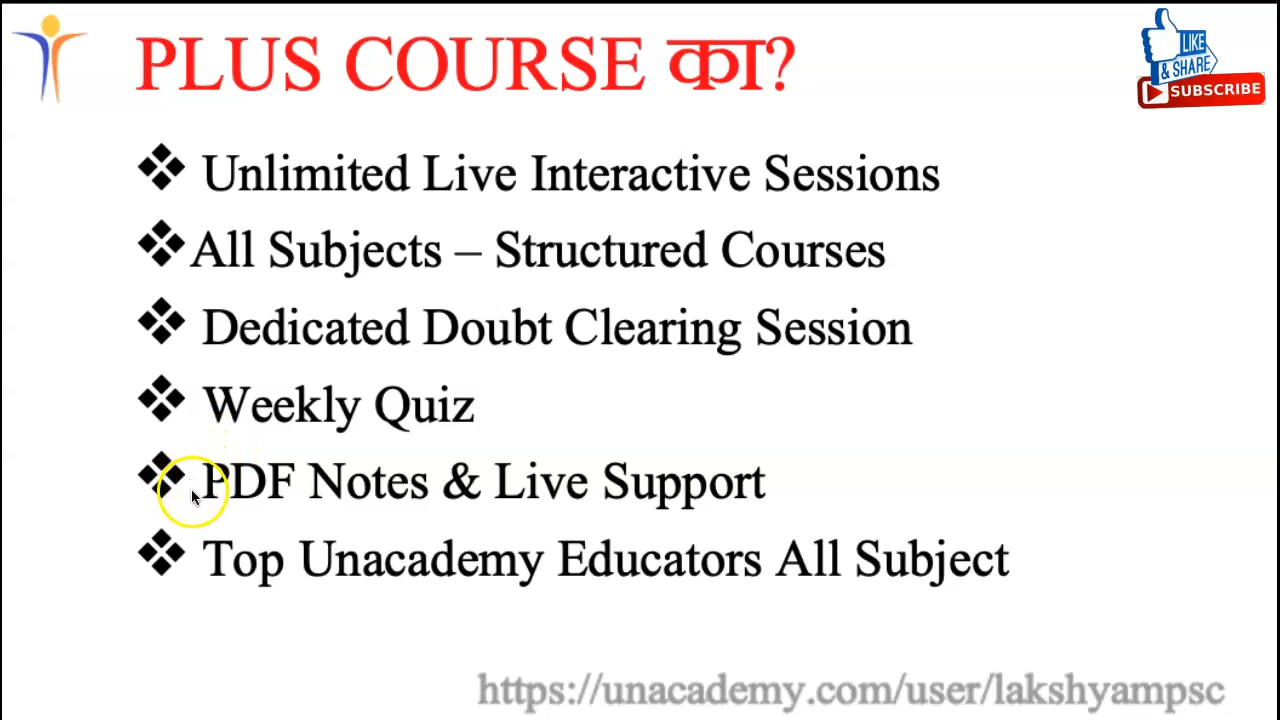 PLUS COURSE का?
LIKE
& SHARE
SUBSCRIBE
❖ Unlimited Live Interactive Sessions
❖ All Subjects – Structured Courses
❖ Dedicated Doubt Clearing Session
❖ Weekly Quiz
❖ PDF Notes & Live Support
❖ Top Unacademy Educators All Subject
https://unacademy.com/user/lakshyampsc